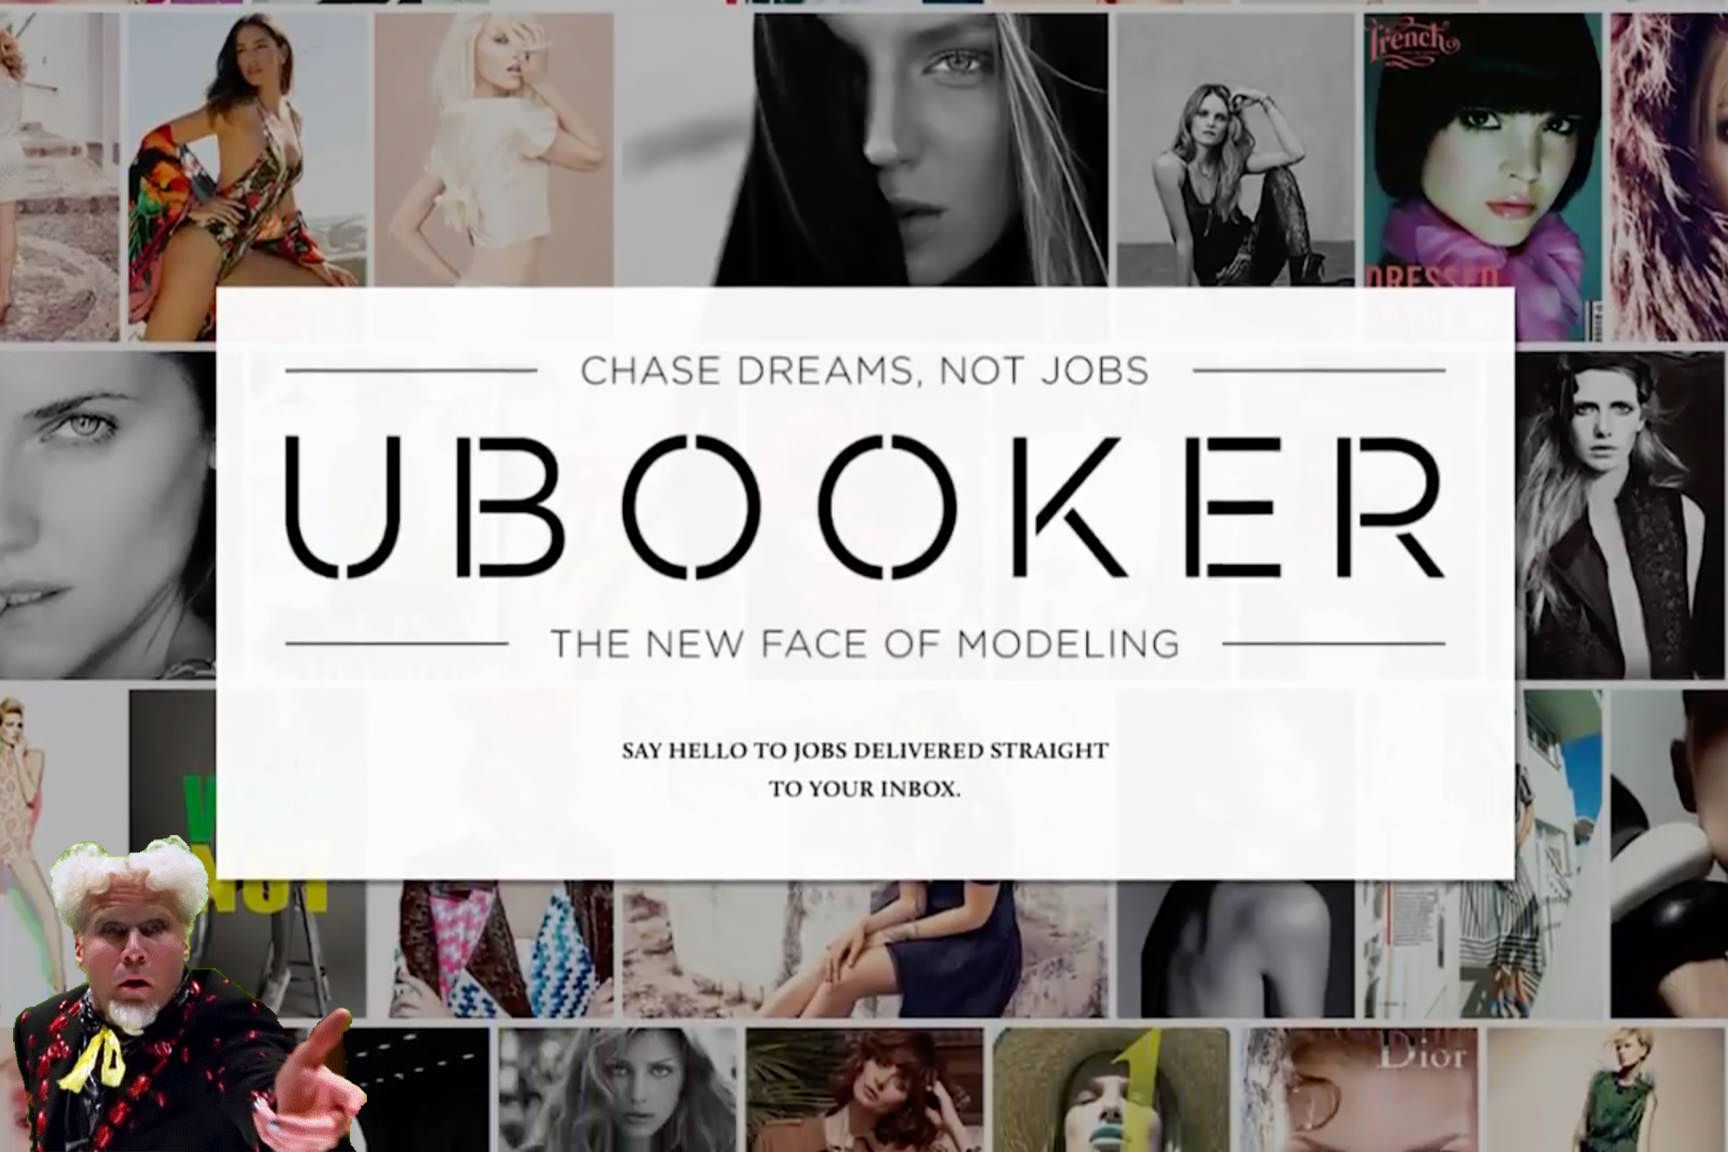 French
DRESSED
CHASE DREAMS, NOT JOBS
UBOOKER
THE NEW FACE OF MODELING
SAY HELLO TO JOBS DELIVERED STRAIGHT
TO YOUR INBOX.
Dior